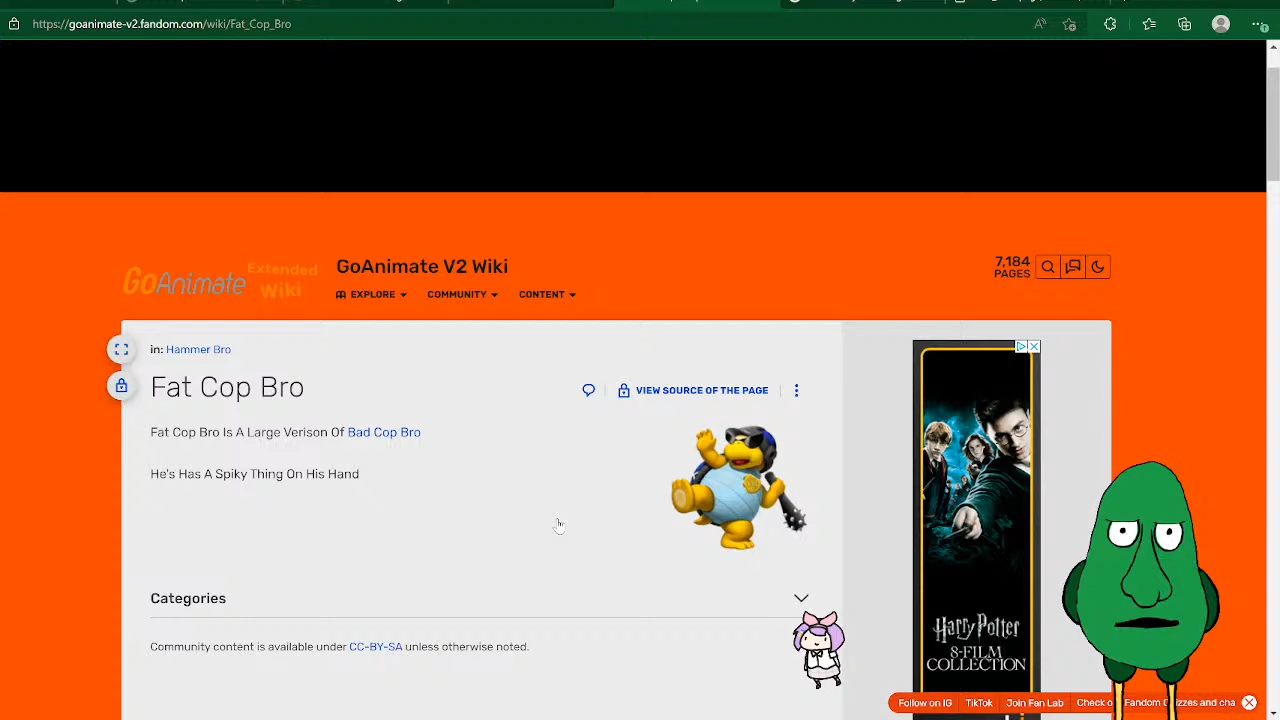 https://goanimate-v2.fandom.com/wiki/Fat_Cop_Bro
GoAnimate Extended Wiki
GoAnimate V2 Wiki
7,184
PAGES
EXPLORE COMMUNITY CONTENT
in: Hammer Bro
Fat Cop Bro
VIEW SOURCE OF THE PAGE
Fat Cop Bro Is A Large Verison Of Bad Cop Bro
He's Has A Spiky Thing On His Hand
Categories
Community content is available under CC-BY-SA unless otherwise noted.
Harry Potter
8-FILM
COLLECTION
Follow on IG TikTok Join Fan Lab Check o Fandom and cha